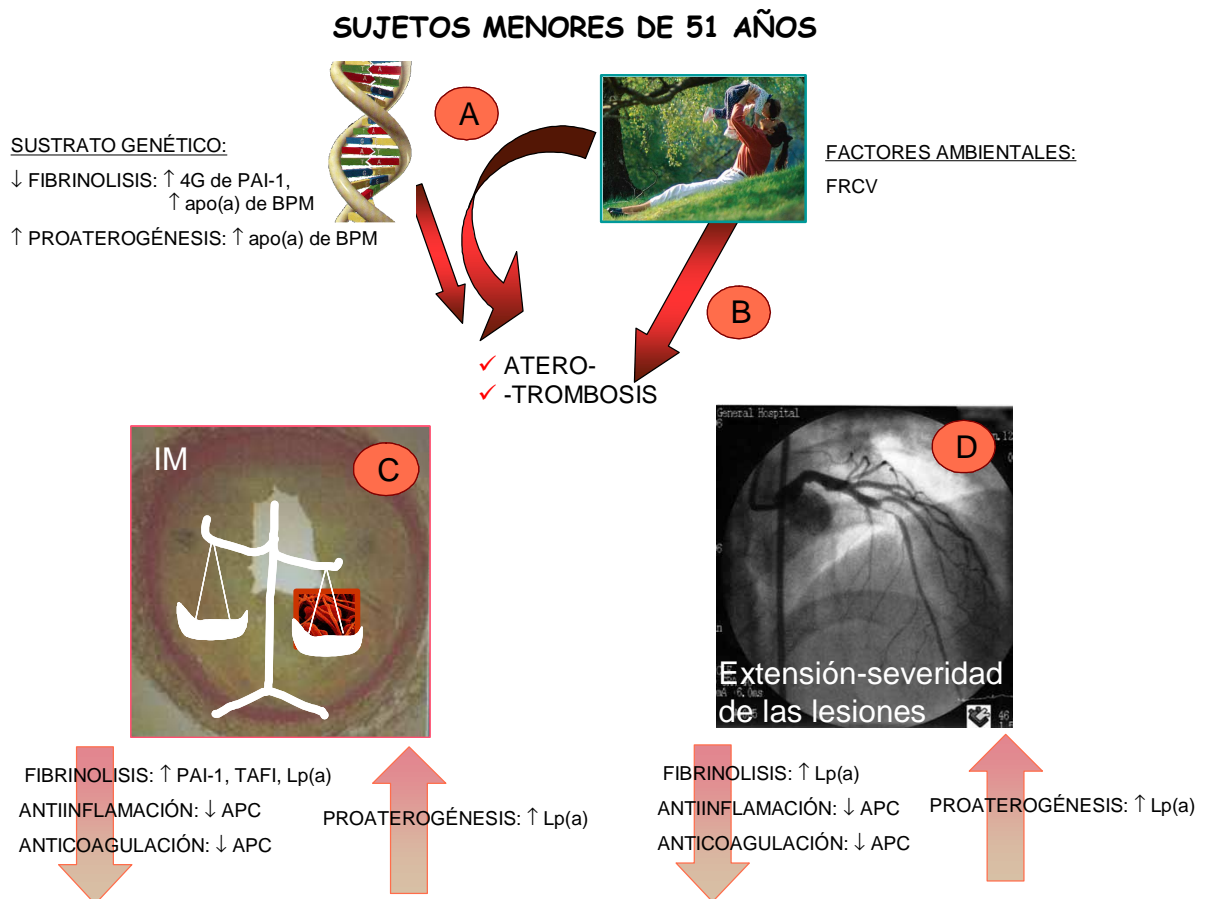 SUJETOS MENORES DE 51 AÑOS
A
SUSTRATO GENÉTICO:
↓ FIBRINOLISIS: ↑ 4G de PAI-1,
↑ apo(a) de BPM
↑ PROATEROGÉNESIS: ↑ apo(a) de BPM
FACTORES AMBIENTALES:
FRCV
B
✓ ATERO-
✓ -TROMBOSIS
IM
C
General Hospital
D
Extensión-severidad
de las lesiones
FIBRINOLISIS: ↑ PAI-1, TAFI, Lp(a)
ANTIINFLAMACIÓN: ↓ APC
ANTICOAGULACIÓN: ↓ APC
PROATEROGÉNESIS: ↑ Lp(a)
FIBRINOLISIS: ↑ Lp(a)
ANTIINFLAMACIÓN: ↓ APC
ANTICOAGULACIÓN: ↓ APC
PROATEROGÉNESIS: ↑ Lp(a)